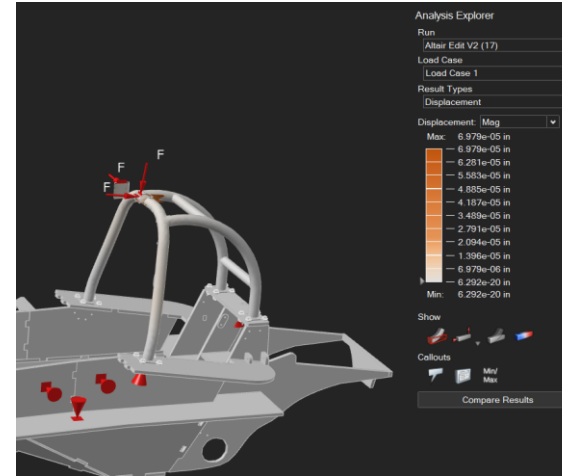 Analysis Explorer
Run
Altair Edit V2 (17)
Load Case
Load Case 1
Result Types
Displacement
Displacement: Mag
Max: 6.979e-05 in
6.979e-05 in
6.281e-05 in
5.583e-05 in
4.885e-05 in
4.187e-05 in
3.489e-05 in
2.791e-05 in
2.094e-05 in
1.396e-05 in
6.979e-06 in
6.292e-20 in
Min: 6.292e-20 in
Show
Callouts
Min/
Max
Compare Results
F
F
F